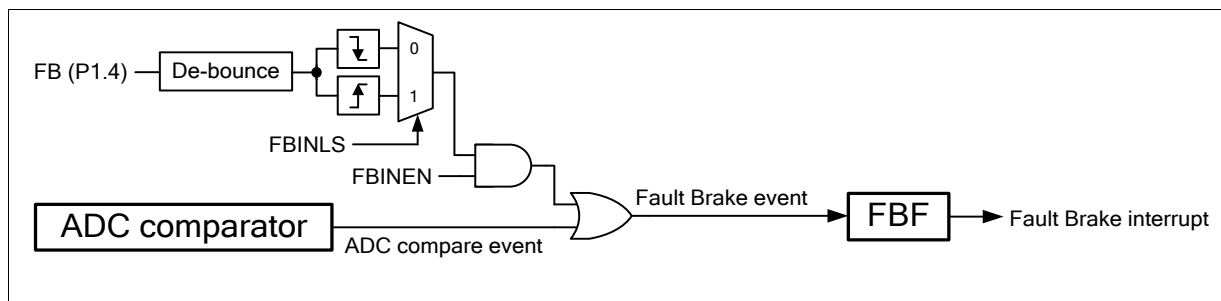 FB (P1.4)
De-bounce
0
1
FBINLS
FBINEN
ADC comparator
ADC compare event
Fault Brake event
FBF
Fault Brake interrupt